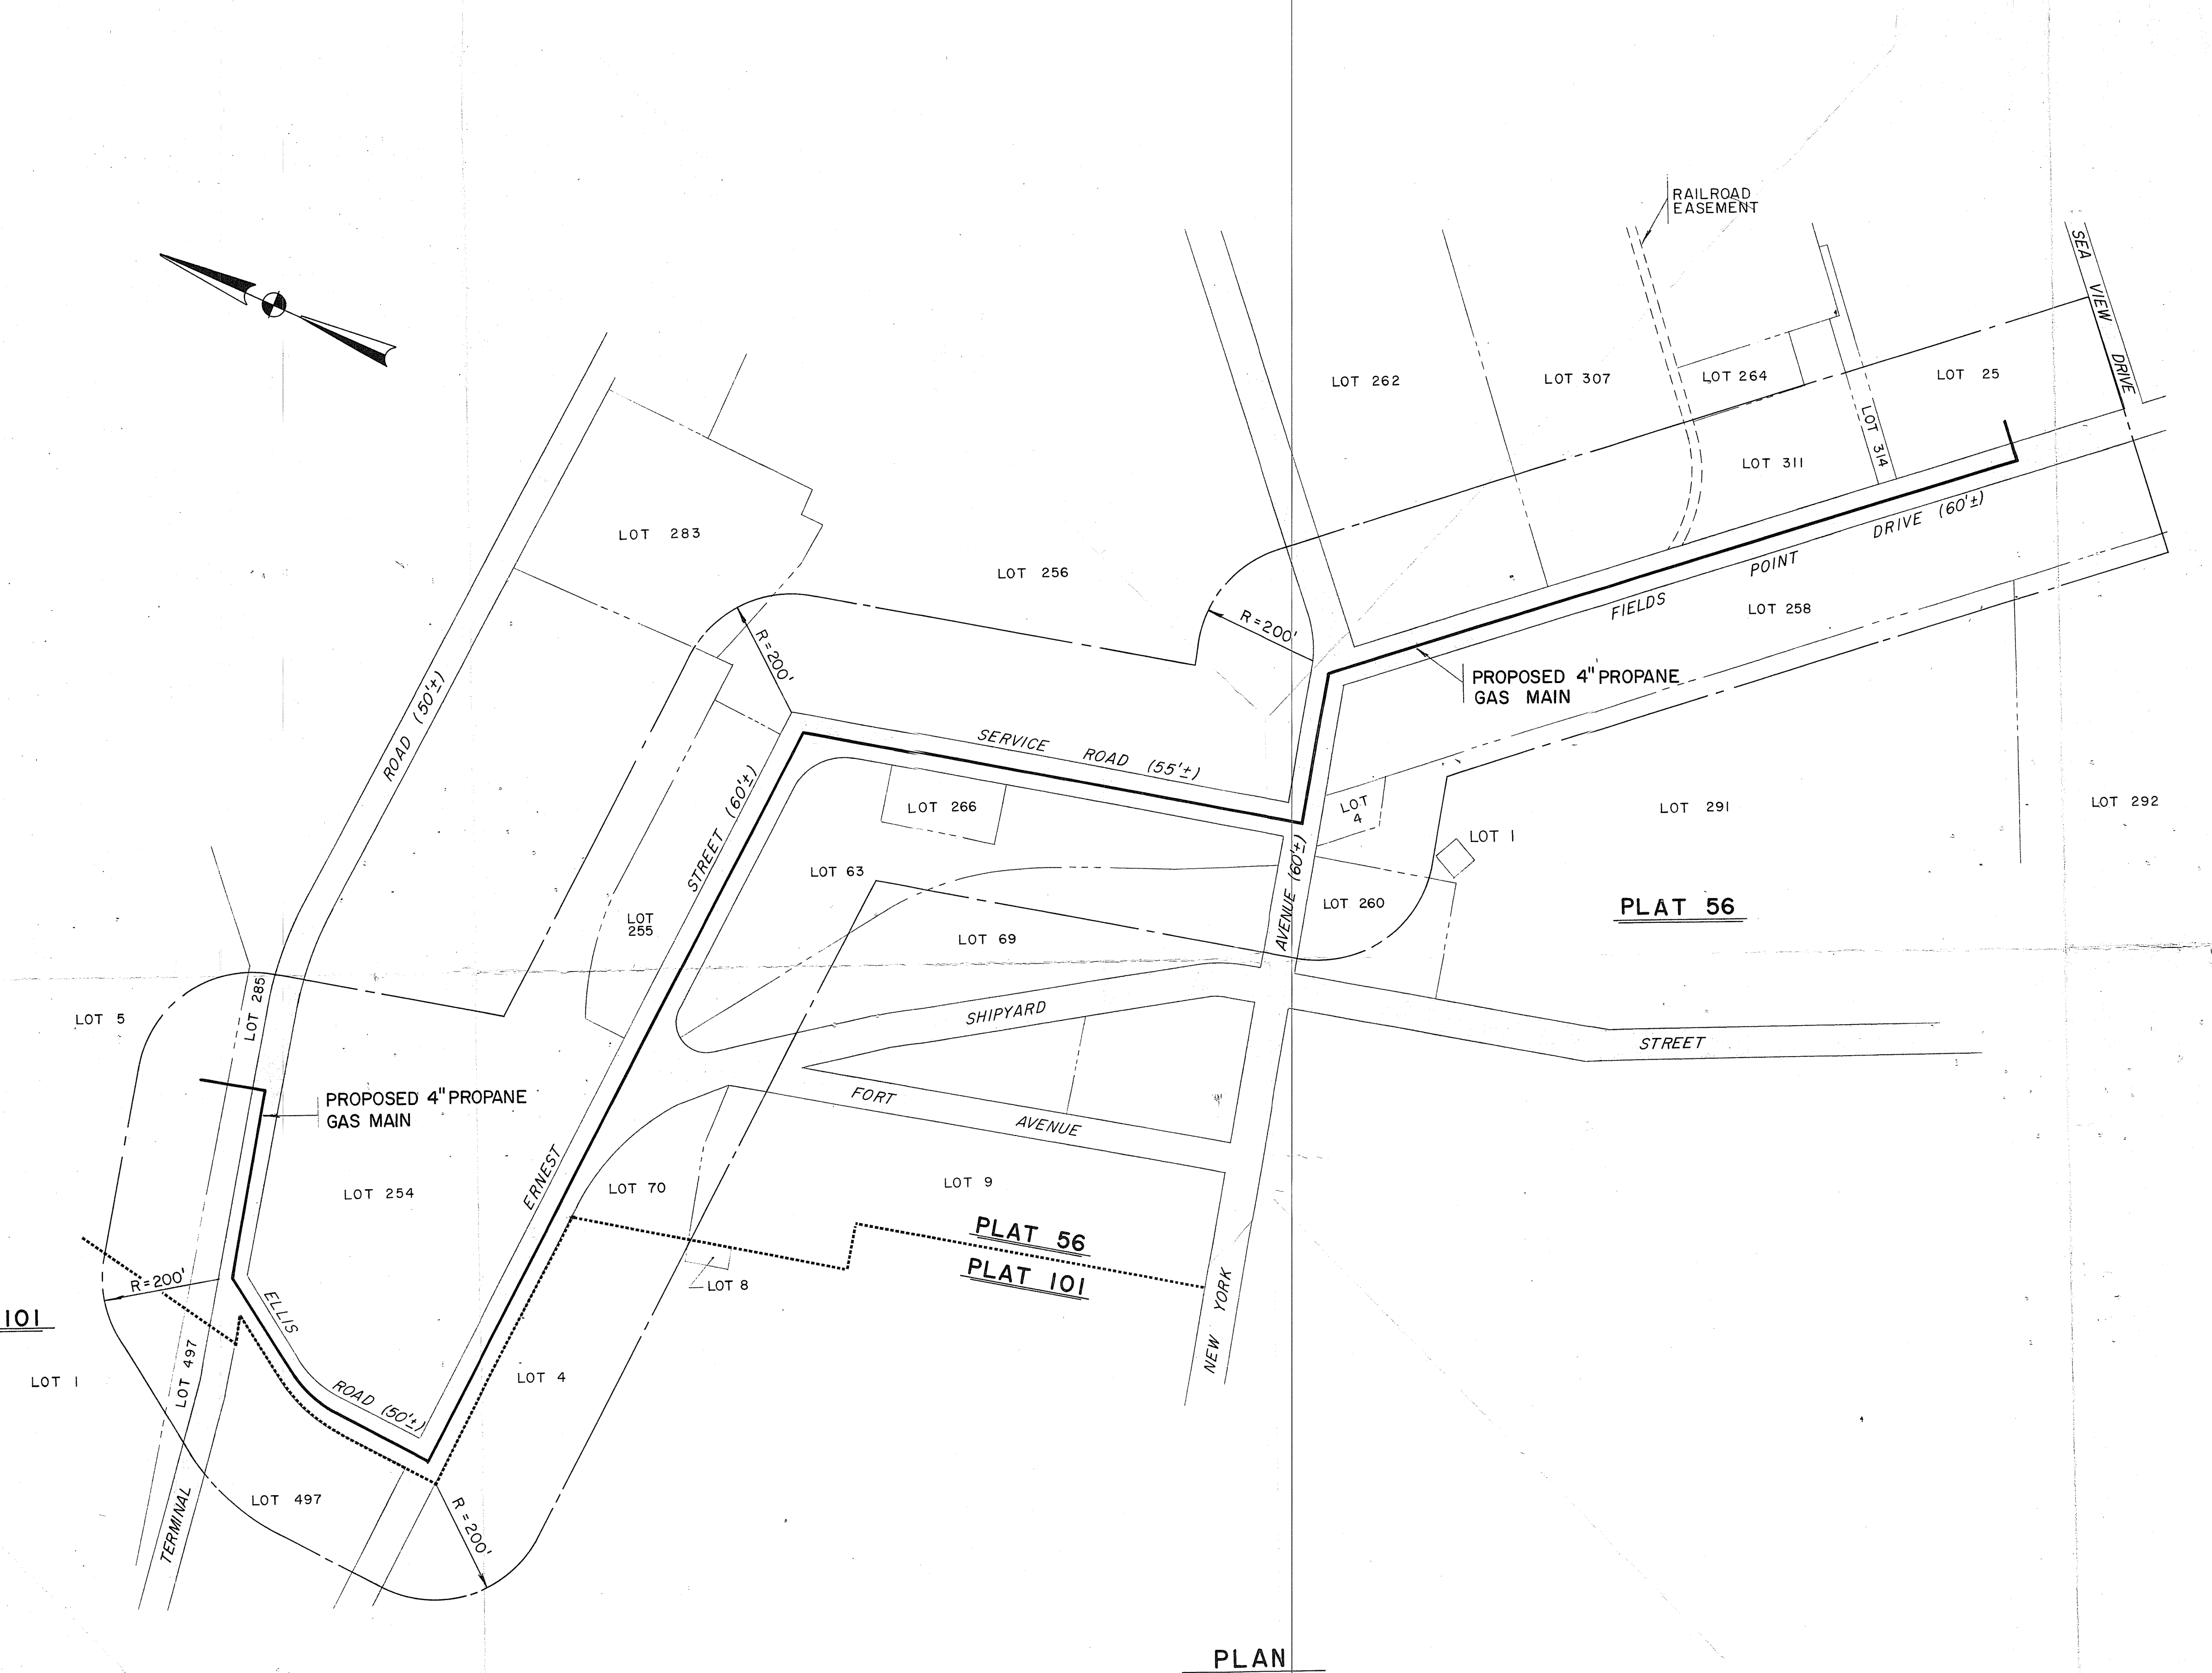 RAILROAD
EASEMENT
SEA VIEW DRIVE
LOT 262
LOT 307
LOT 264
LOT 25
LOT 314
LOT 311
LOT 283
LOT 256
DRIVE (60'±)
POINT
FIELDS
LOT 258
R=200'
R=200'
PROPOSED 4" PROPANE
GAS MAIN
ROAD (50'±)
SERVICE ROAD (55'±)
STREET (60'±)
LOT 266
LOT
4
LOT 1
LOT 291
LOT 292
LOT 63
AVENUE (60'±)
LOT 260
PLAT 56
LOT
255
LOT 69
LOT 285
LOT 5
SHIPYARD
STREET
PROPOSED 4" PROPANE
GAS MAIN
FORT
AVENUE
ERNEST
LOT 254
LOT 70
LOT 9
PLAT 56
PLAT 101
LOT 8
R=200'
ELLIS
101
NEW YORK
LOT 497
LOT 1
LOT 4
ROAD (50'±)
LOT 497
TERMINAL
R=200'
PLAN